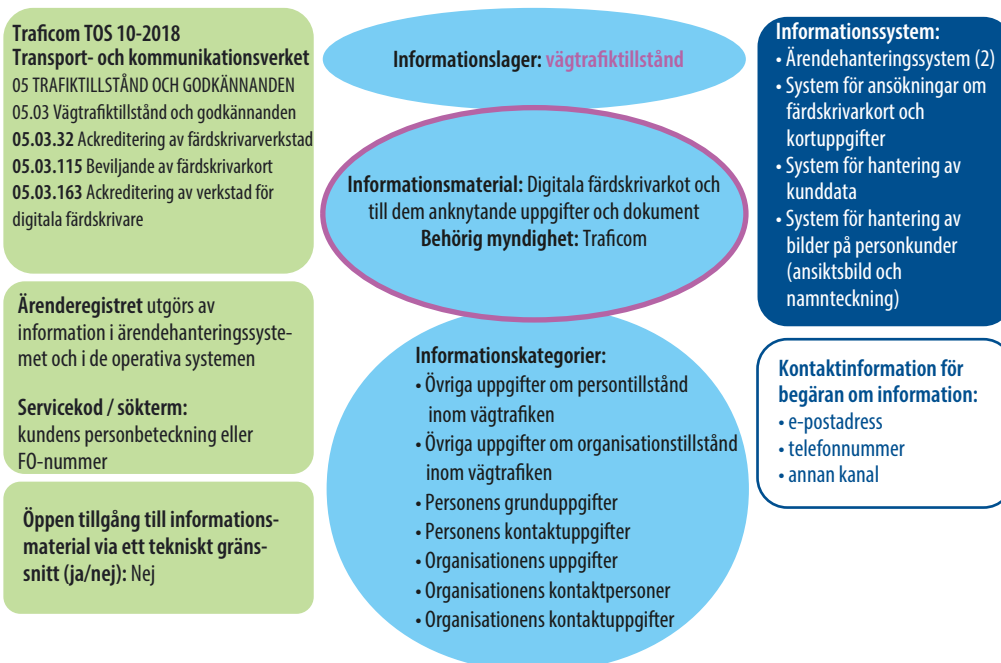 Traficom TOS 10-2018
Transport- och kommunikationsverket
05 TRAFIKTILLSTÅND OCH GODKÄNNANDEN
05.03 Vägtrafiktillstånd och godkännanden
05.03.32 Ackreditering av färdskrivarverkstad
05.03.115 Beviljande av färdskrivarkort
05.03.163 Ackreditering av verkstad för
digitala färdskrivare
Ärenderegistret utgörs av
information i ärendehanteringssyste-
met och i de operativa systemen
Servicekod / sökterm:
kundens personbeteckning eller
FO-nummer
Öppen tillgång till informations-
material via ett tekniskt gräns-
snitt (ja/nej): Nej
Informationslager: vägtrafiktillstånd
Informationsmaterial: Digitala färdskrivarkot och
till dem anknytande uppgifter och dokument
Behörig myndighet: Traficom
Informationskategorier:
• Övriga uppgifter om persontillstånd
inom vägtrafiken
• Övriga uppgifter om organisationstillstånd
inom vägtrafiken
• Personens grunduppgifter
• Personens kontaktuppgifter
• Organisationens uppgifter
• Organisationens kontaktpersoner
• Organisationens kontaktuppgifter
Informationssystem:
• Ärendehanteringssystem (2)
• System för ansökningar om
färdskrivarkort och
kortuppgifter
• System för hantering av
kunddata
• System för hantering av
bilder på personkunder
(ansiktsbild och
namnteckning)
Kontaktinformation för
begäran om information:
• e-postadress
• telefonnummer
• annan kanal